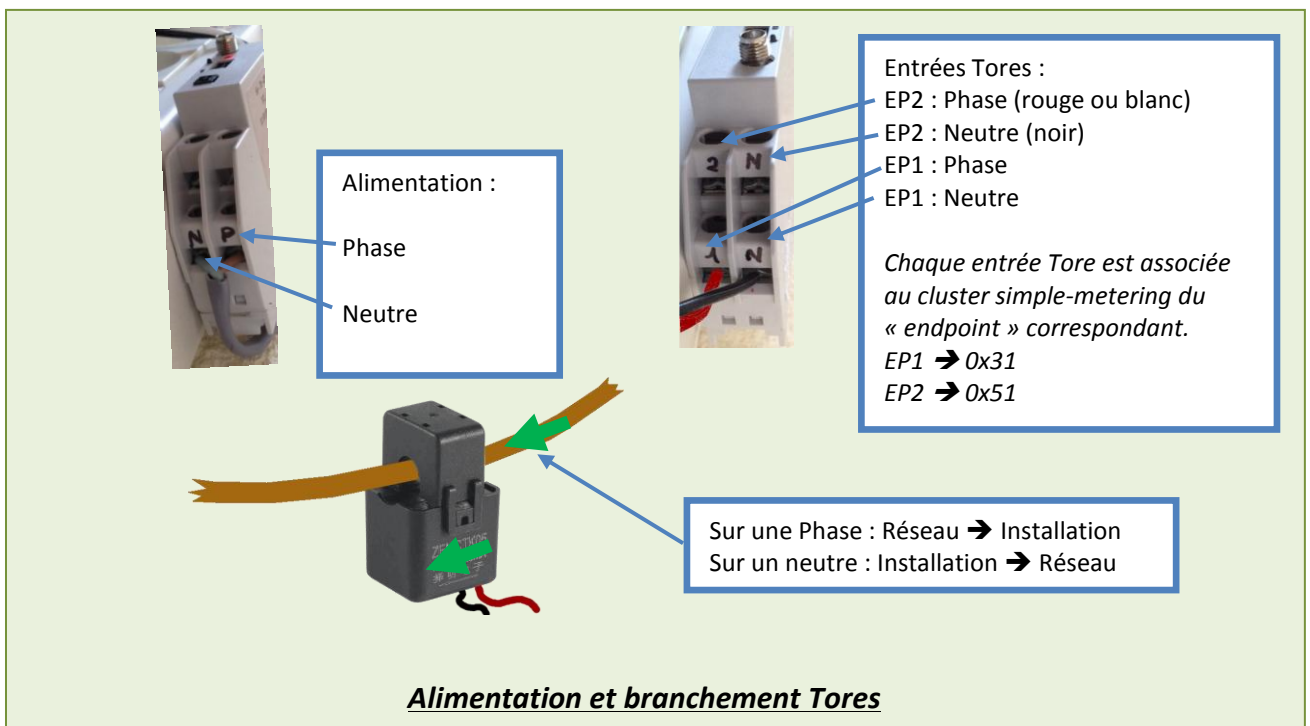 Alimentation :
Phase
Neutre
N P
2 N
1 N
Entrées Tores :
EP2 : Phase (rouge ou blanc)
EP2 : Neutre (noir)
EP1 : Phase
EP1 : Neutre
Chaque entrée Tore est associée
au cluster simple-metering du
« endpoint » correspondant.
EP1 ➔ 0x31
EP2 ➔ 0x51
Sur une Phase : Réseau ➔ Installation
Sur un neutre : Installation ➔ Réseau
Alimentation et branchement Tores